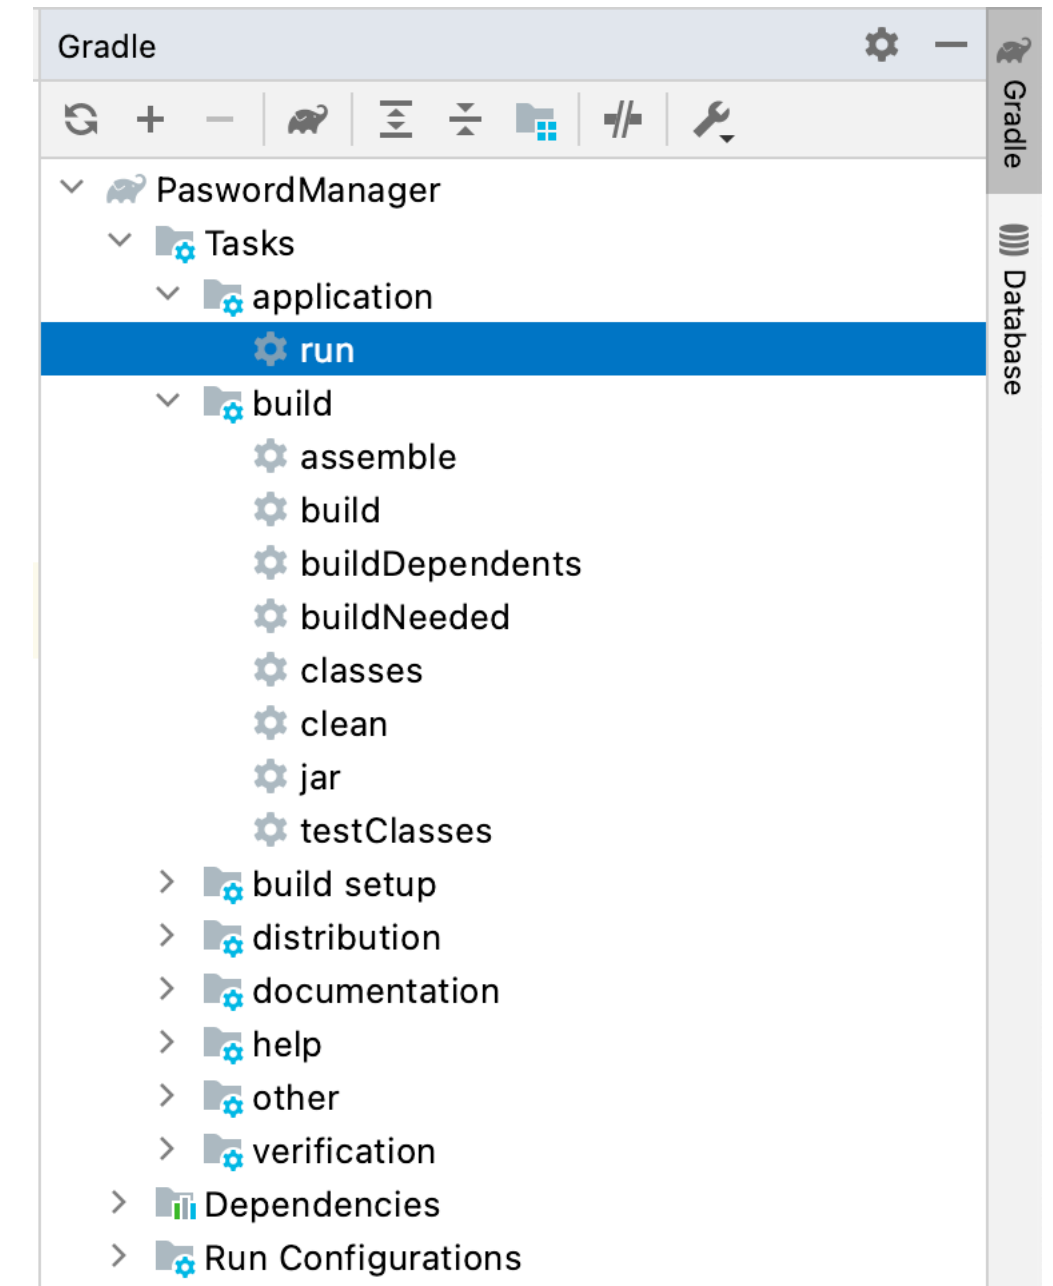 Gradle
PaswordManager
Tasks
application
run
build
assemble
build
buildDependents
buildNeeded
classes
clean
jar
testClasses
build setup
distribution
documentation
help
other
verification
Dependencies
Run Configurations
Gradle
Database